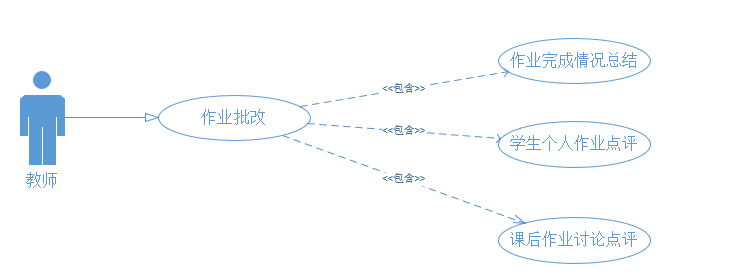 作业完成情况总结
<<包含>>
作业批改
<<包含>>
学生个人作业点评
教师
<<包含>>
课后作业讨论点评